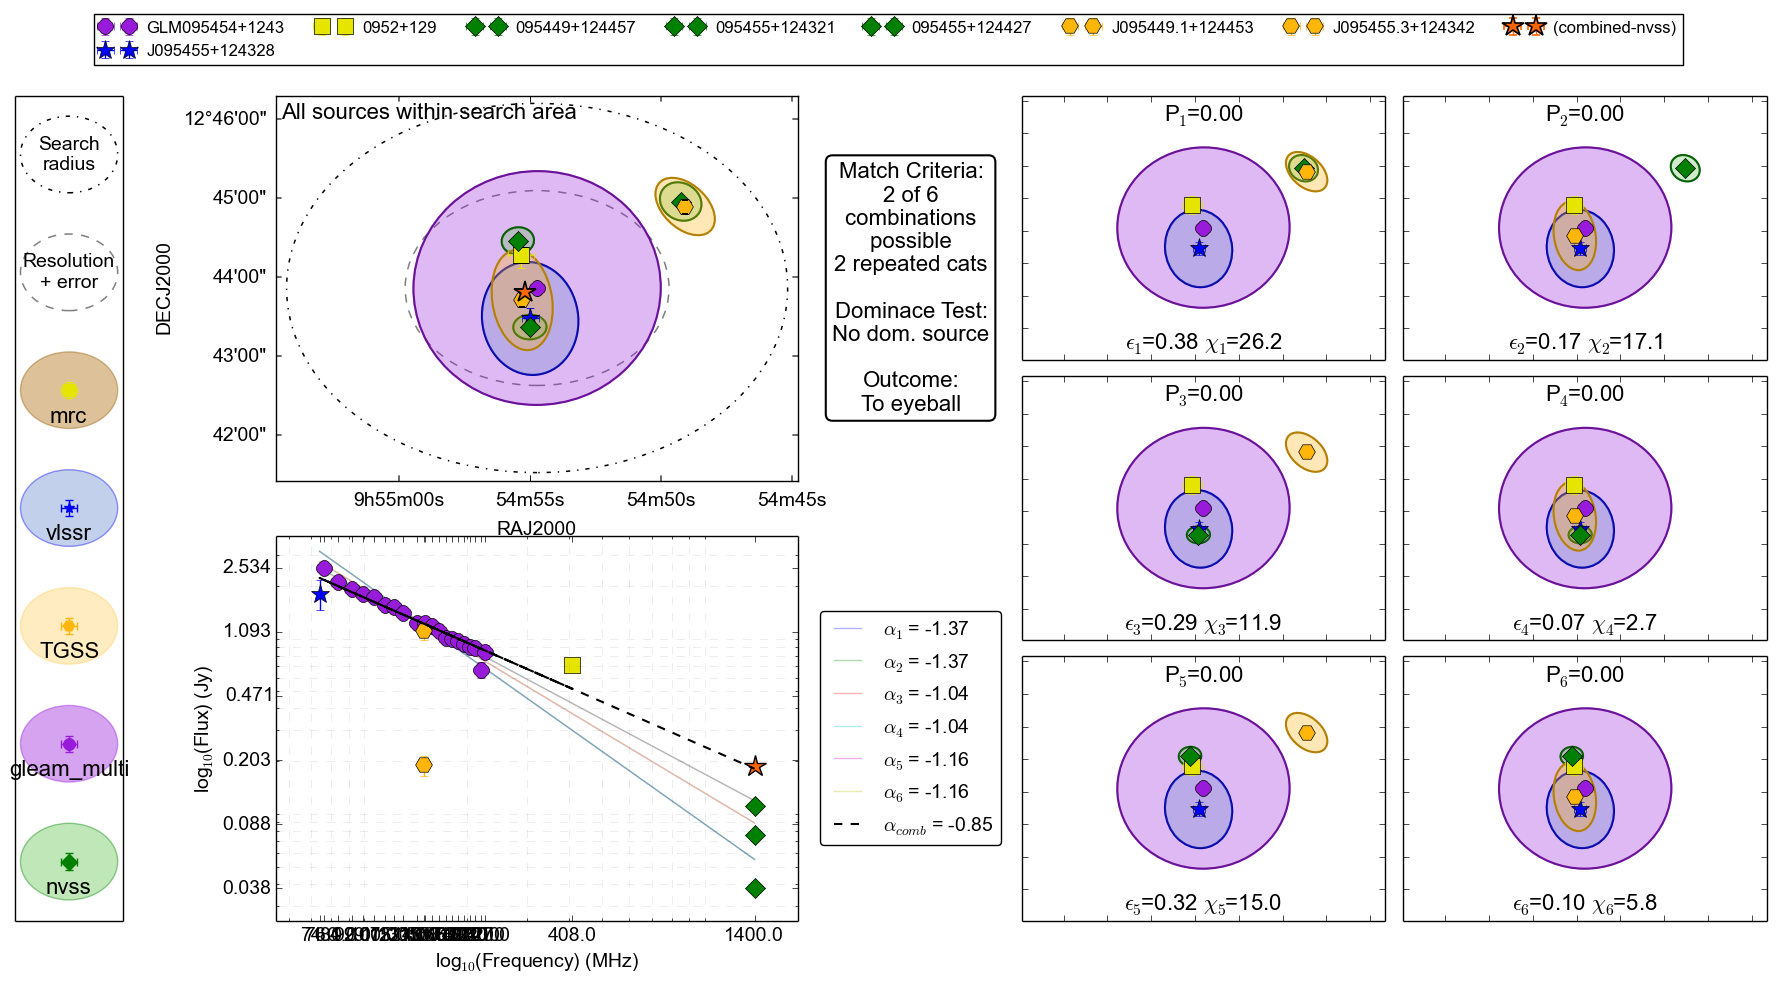 GLM095454+1243 0952+129 095449+124457 095455+124321 095455+124427 J095449.1+124453 J095455.3+124342 (combined-nvss)
J095455+124328
Search
radius
Resolution
+ error
mrc
vlssr
TGSS
gleam_multi
nvss
All sources within search area
DECJ2000
12°46'00"
45'00"
44'00"
43'00"
42'00"
9h55m00s 54m55s 54m50s 54m45s
RAJ2000
Match Criteria:
2 of 6
combinations
possible
2 repeated cats
Dominace Test:
No dom. source
Outcome:
To eyeball
log10(Flux) (Jy)
2.534
1.093
0.471
0.203
0.088
0.038
408.0 1400.0
log10(Frequency) (MHz)
α1 = -1.37
α2 = -1.37
α3 = -1.04
α4 = -1.04
α5 = -1.16
α6 = -1.16
αcomb = -0.85
P1=0.00
ϵ1=0.38 χ1=26.2
P2=0.00
ϵ2=0.17 χ2=17.1
P3=0.00
ϵ3=0.29 χ3=11.9
P4=0.00
ϵ4=0.07 χ4=2.7
P5=0.00
ϵ5=0.32 χ5=15.0
P6=0.00
ϵ6=0.10 χ6=5.8